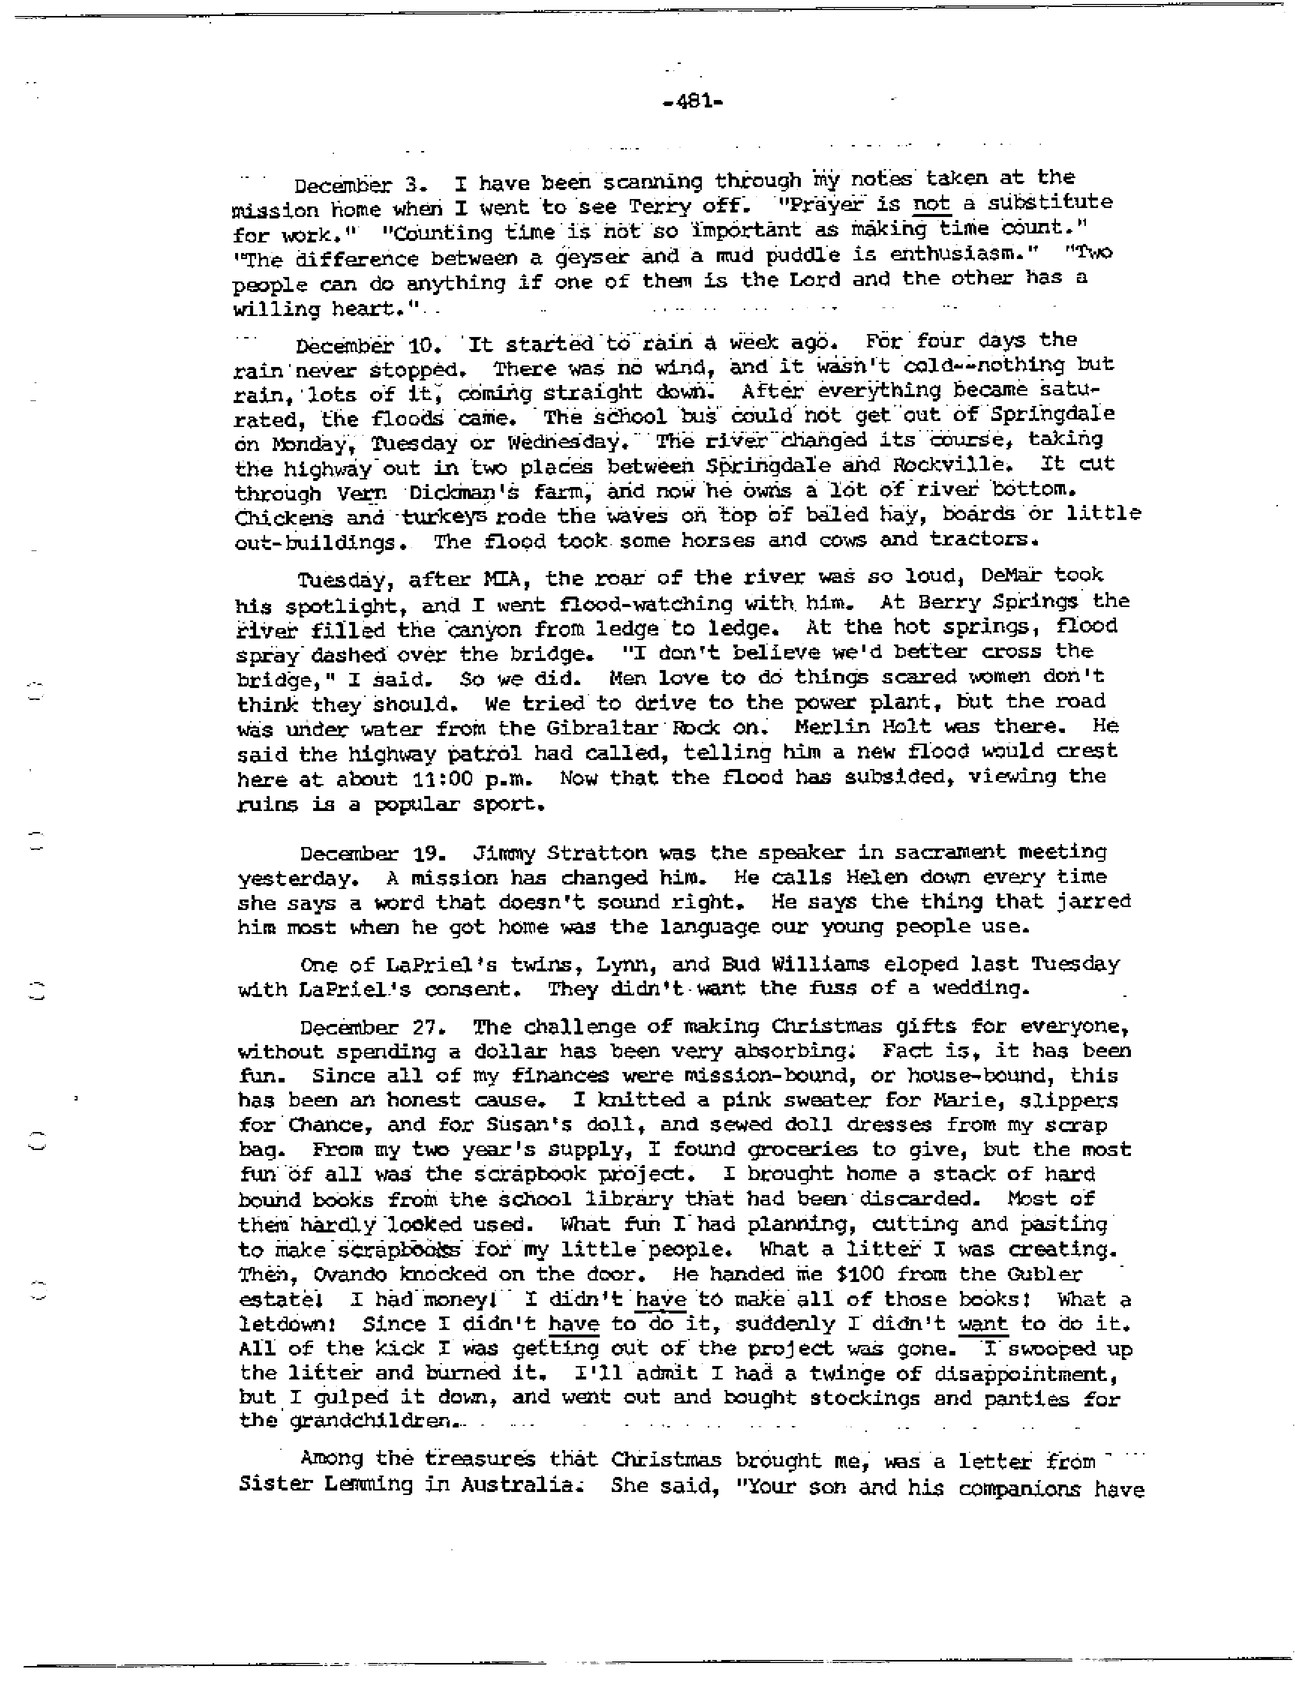 -481-
December 3. I have been scanning through my notes taken at the
mission home when I went to see Terry off. "Prayer is not a substitute
for work." "Counting time is not so important as making time count."
"The difference between a geyser and a mud puddle is enthusiasm." "Two
people can do anything if one of them is the Lord and the other has a
willing heart."
December 10. It started to rain a week ago. For four days the
rain never stopped. There was no wind, and it wasn't cold--nothing but
rain, lots of it, coming straight down. After everything became satu-
rated, the floods came. The school bus could not get out of Springdale
on Monday, Tuesday or Wednesday. The river changed its course, taking
the highway out in two places between Springdale and Rockville. It cut
through Vern Dickman's farm, and now he owns a lot of river bottom.
Chickens and turkeys rode the waves on top of baled hay, boards or little
out-buildings. The flood took some horses and cows and tractors.
Tuesday, after MIA, the roar of the river was so loud, DeMar took
his spotlight, and I went flood-watching with him. At Berry Springs the
river filled the canyon from ledge to ledge. At the hot springs, flood
spray dashed over the bridge. "I don't believe we'd better cross the
bridge," I said. So we did. Men love to do things scared women don't
think they should. We tried to drive to the power plant, but the road
was under water from the Gibraltar Rock on. Merlin Holt was there. He
said the highway patrol had called, telling him a new flood would crest
here at about 11:00 p.m. Now that the flood has subsided, viewing the
ruins is a popular sport.
December 19. Jimmy Stratton was the speaker in sacrament meeting
yesterday. A mission has changed him. He calls Helen down every time
she says a word that doesn't sound right. He says the thing that jarred
him most when he got home was the language our young people use.
One of LaPriel's twins, Lynn, and Bud Williams eloped last Tuesday
with LaPriel's consent. They didn't want the fuss of a wedding.
December 27. The challenge of making Christmas gifts for everyone,
without spending a dollar has been very absorbing. Fact is, it has been
fun. Since all of my finances were mission-bound, or house-bound, this
has been an honest cause. I knitted a pink sweater for Marie, slippers
for Chance, and for Susan's doll, and sewed doll dresses from my scrap
bag. From my two year's supply, I found groceries to give, but the most
fun of all was the scrapbook project. I brought home a stack of hard
bound books from the school library that had been discarded. Most of
them hardly looked used. What fun I had planning, cutting and pasting
to make scrapbooks for my little people. What a litter I was creating.
Then, Ovando knocked on the door. He handed me $100 from the Gubler
estate! I had money! I didn't have to make all of those books! What a
letdown! Since I didn't have to do it, suddenly I didn't want to do it.
All of the kick I was getting out of the project was gone. I swooped up
the litter and burned it. I'll admit I had a twinge of disappointment,
but I gulped it down, and went out and bought stockings and panties for
the grandchildren.
Among the treasures that Christmas brought me, was a letter from
Sister Lemming in Australia. She said, "Your son and his companions have